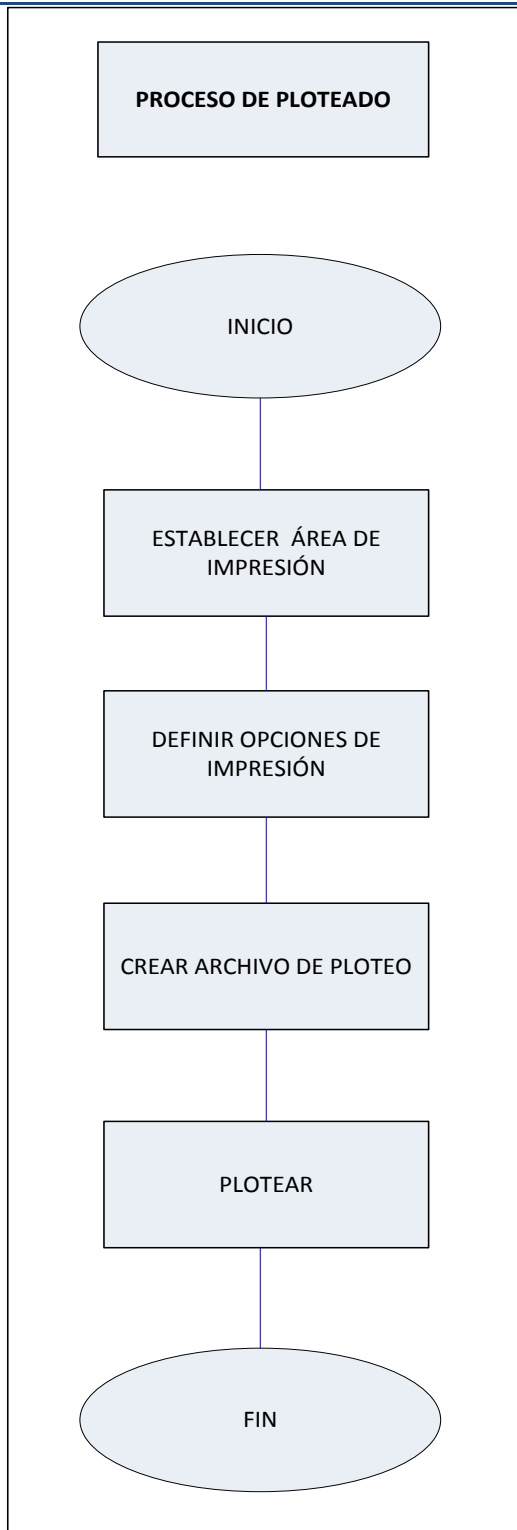 PROCESO DE PLOTEADO
INICIO
ESTABLECER ÁREA DE
IMPRESIÓN
DEFINIR OPCIONES DE
IMPRESIÓN
CREAR ARCHIVO DE PLOTEO
PLOTEAR
FIN